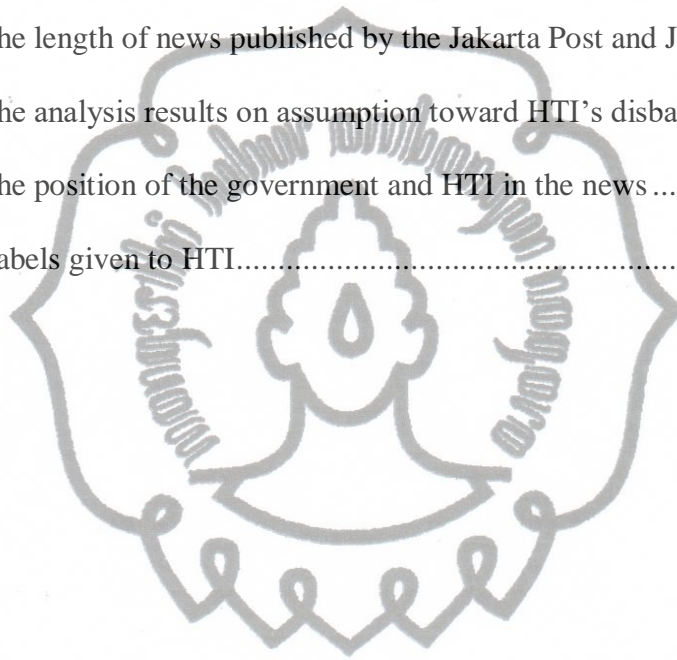 he length of news published by the Jakarta Post and J
he analysis results on assumption toward HTI’s disba
he position of the government and HTI in the news ...
abels given to HTI.....................................................